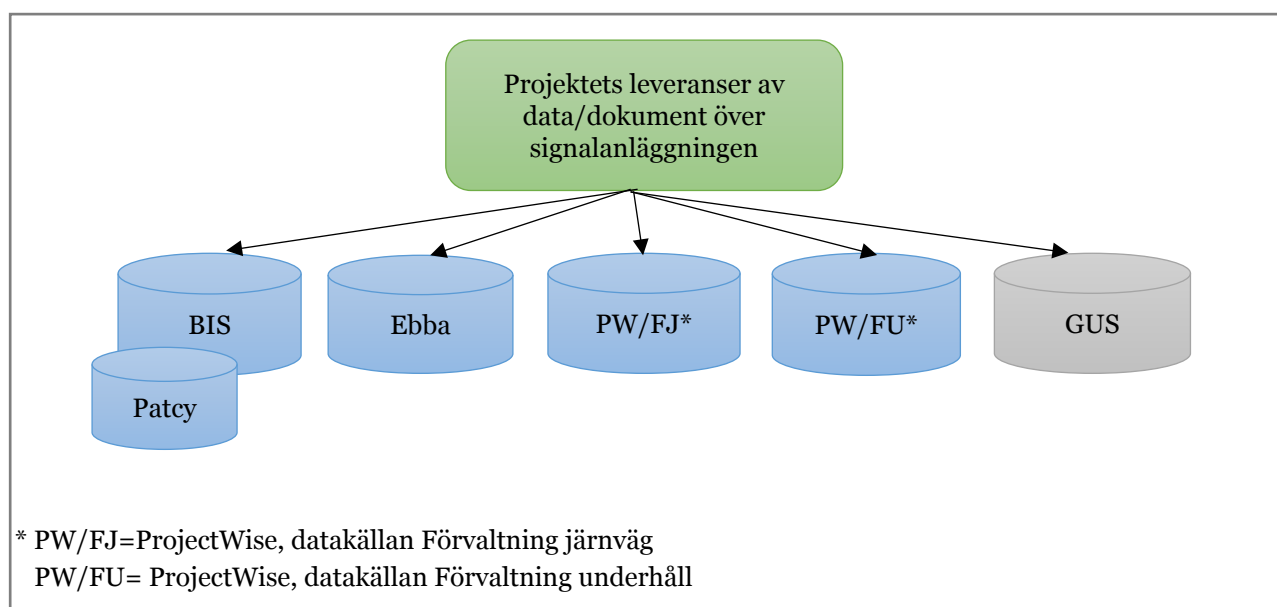 Projektets leveranser av
data/dokument över
signalanläggningen
BIS
Ebba
PW/FJ*
PW/FU*
GUS
Patcy
* PW/FJ=ProjectWise, datakällan Förvaltning järnväg
PW/FU= ProjectWise, datakällan Förvaltning underhåll